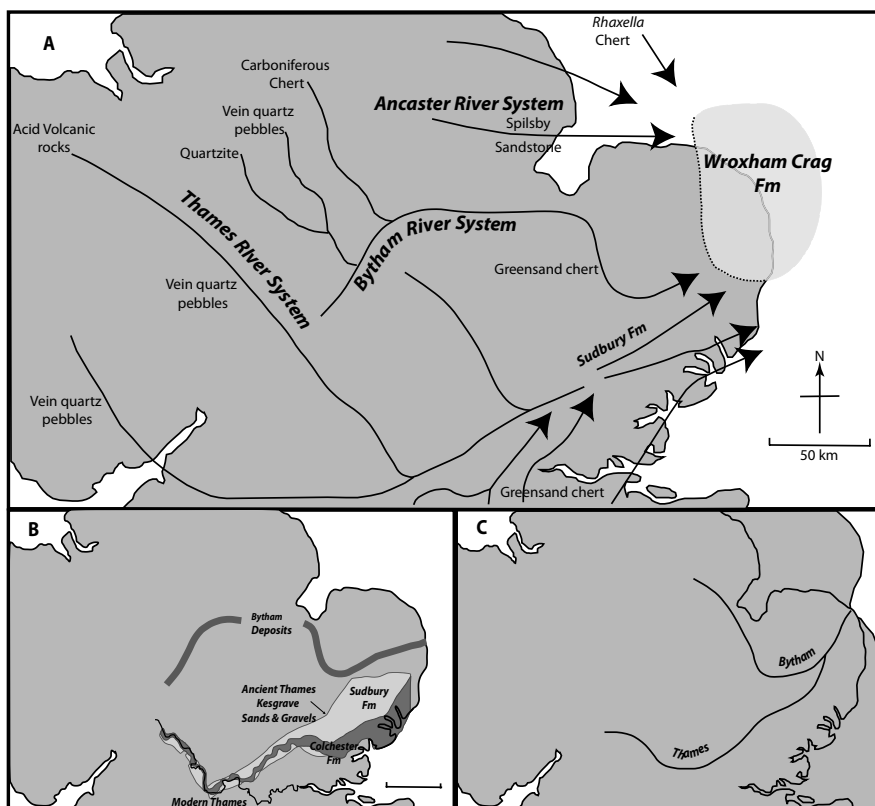 A
Rhaxella
Chert
Carboniferous
Chert
Ancaster River System
Vein quartz
pebbles
Spilsby
Sandstone
Acid Volcanic
rocks
Quartzite
Wroxham Crag
Fm
Thames River System
Bytham River System
Vein quartz
pebbles
Greensand chert
Sudbury Fm
Vein quartz
pebbles
N
50 km
Greensand chert
B
Bytham
Deposits
Ancient Thames
Kesgrave
Sands & Gravels
Sudbury
Fm
Colchester
Fm
Modern Thames
C
Bytham
Thames